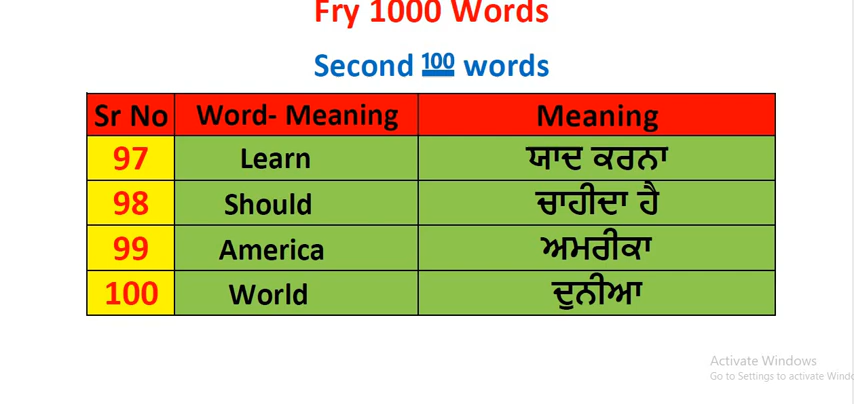 Fry 1000 Words
Second 100 words
Sr No Word- Meaning Meaning
97 Learn ਯਾਦ ਕਰਨਾ
98 Should ਚਾਹੀਦਾ ਹੈ
99 America ਅਮਰੀਕਾ
100 World ਦੁਨੀਆ
Activate Windows
Go to Settings to activate